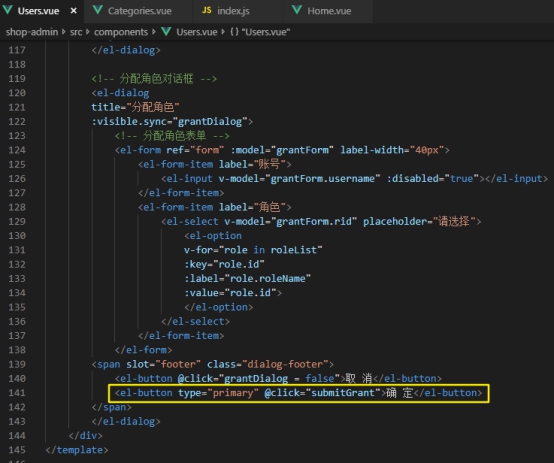 Users.vue × Categories.vue JS index.js Home.vue
shop-admin > src > components > Users.vue > {} "Users.vue"
117 </el-dialog>
118
119 <!-- 分配角色对话框 -->
120 <el-dialog
121 title="分配角色"
122 :visible.sync="grantDialog">
123 <!-- 分配角色表单 -->
124 <el-form ref="form" :model="grantForm" label-width="40px">
125 <el-form-item label="账号">
126 <el-input v-model="grantForm.username" :disabled="true"></el-input>
127 </el-form-item>
128 <el-form-item label="角色">
129 <el-select v-model="grantForm.rid" placeholder="请选择">
130 <el-option
131 v-for="role in roleList"
132 :key="role.id"
133 :label="role.roleName"
134 :value="role.id">
135 </el-option>
136 </el-select>
137 </el-form-item>
138 </el-form>
139 <span slot="footer" class="dialog-footer">
140 <el-button @click="grantDialog = false">取 消</el-button>
141 <el-button type="primary" @click="submitGrant">确 定</el-button>
142 </span>
143 </el-dialog>
144 </div>
145 </template>